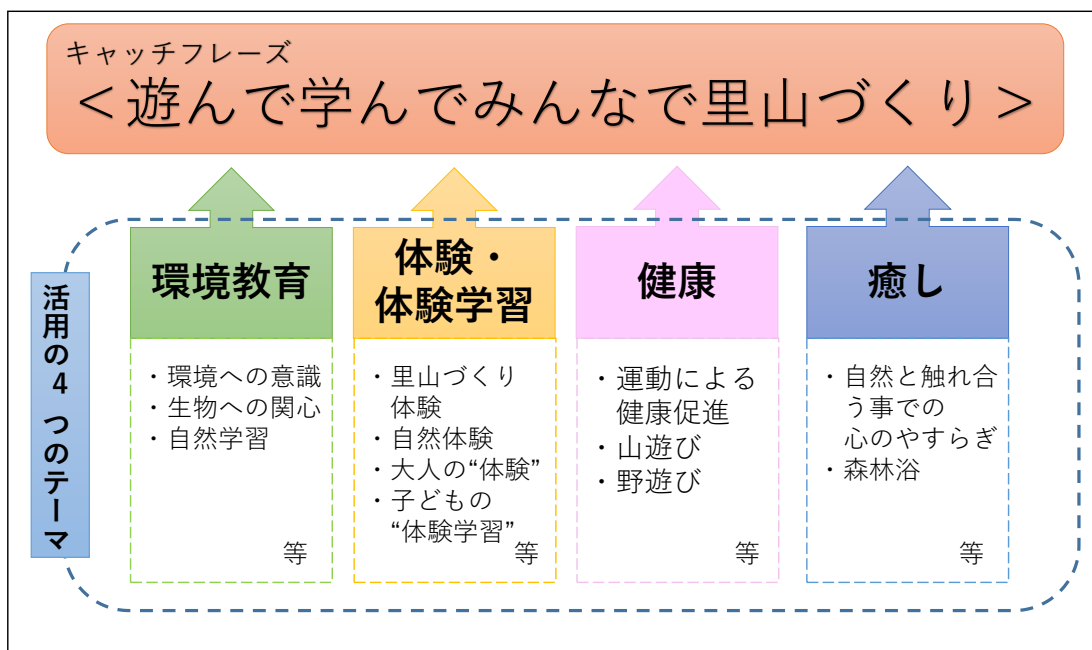 キャッチフレーズ
＜遊んで学んでみんなで里山づくり＞
活用の４つのテーマ
環境教育
・環境への意識
・生物への関心
・自然学習
等
体験・
体験学習
・里山づくり
体験
・自然体験
・大人の“体験”
・子どもの
“体験学習”
等
健康
・運動による
健康促進
・山遊び
・野遊び
等
癒し
・自然と触れ合
う事での
心のやすらぎ
・森林浴
等